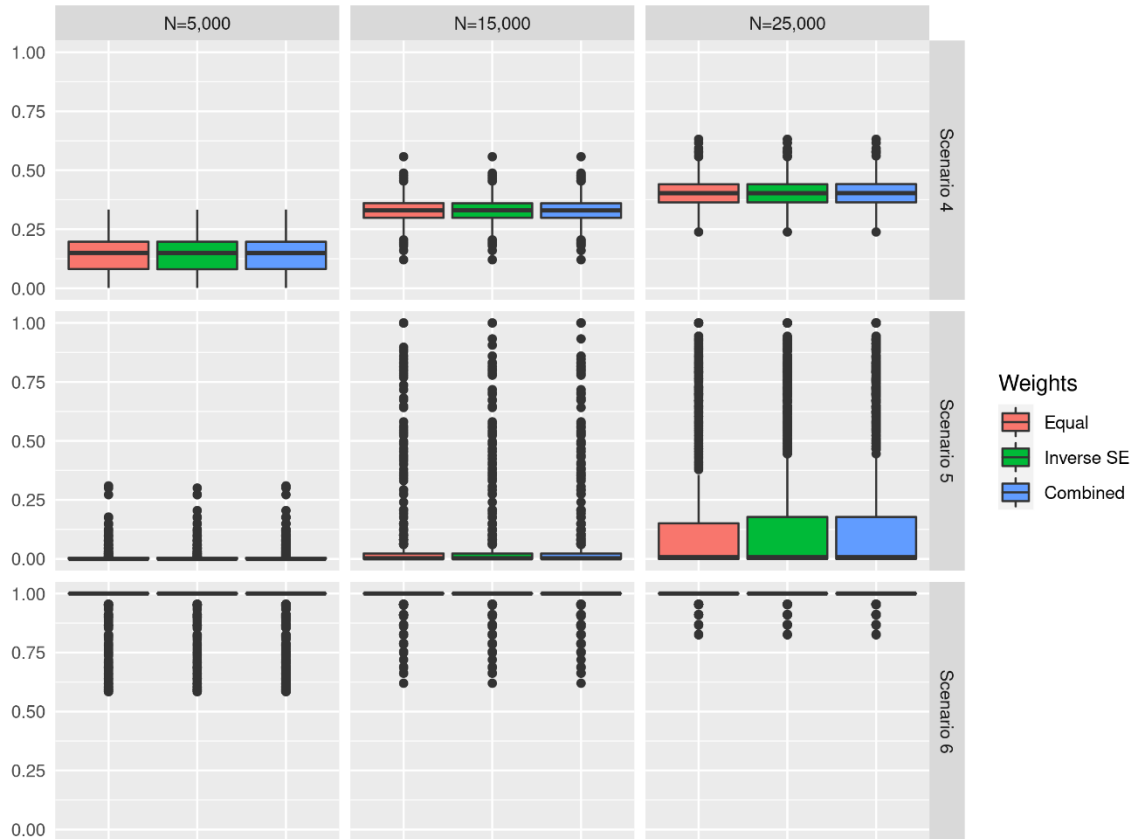 N=5,000
N=15,000
N=25,000
1.00
0.75
0.50
0.25
0.00
Scenario 4
1.00
0.75
0.50
0.25
0.00
Scenario 5
1.00
0.75
0.50
0.25
0.00
Scenario 6
Weights
Equal
Inverse SE
Combined